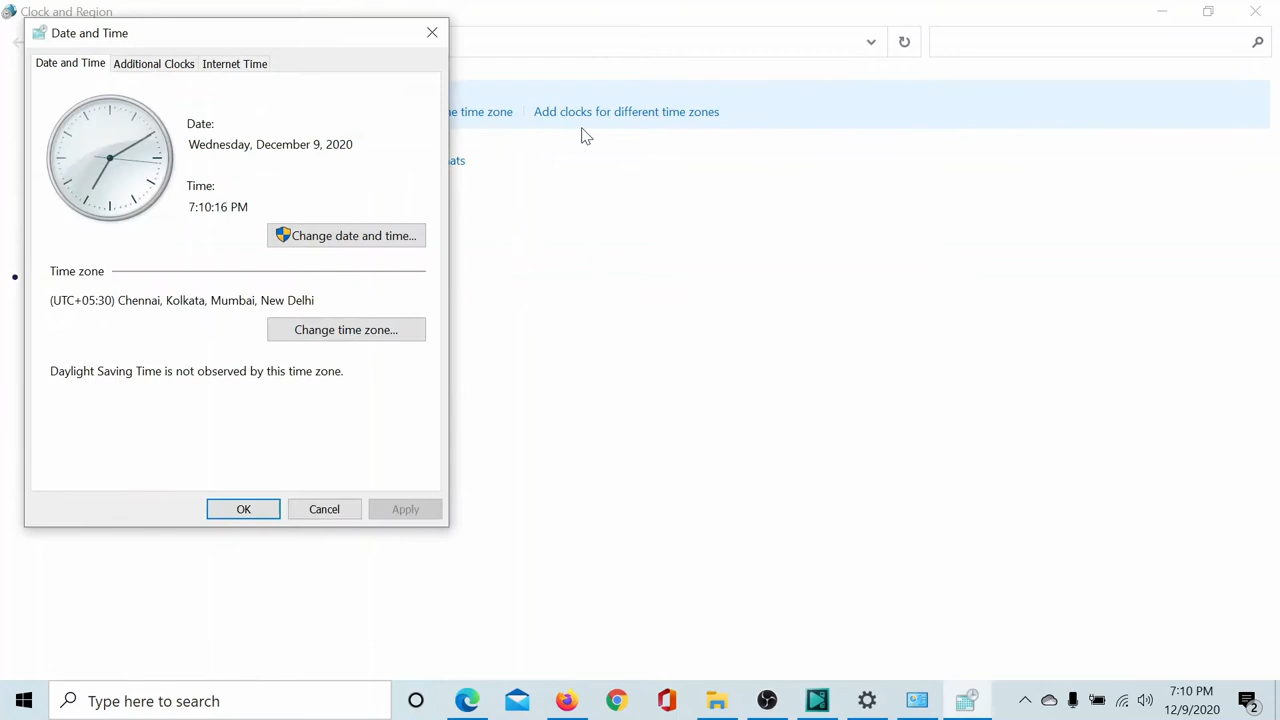 Clock and Region
Date and Time
Date and Time
Additional Clocks
Internet Time
ne time zone
Add clocks for different time zones
Date:
Wednesday, December 9, 2020
ats
Time:
7:10:16 PM
Change date and time...
Time zone
(UTC+05:30) Chennai, Kolkata, Mumbai, New Delhi
Change time zone...
Daylight Saving Time is not observed by this time zone.
OK
Cancel
Apply
Type here to search
7:10 PM
12/9/2020
2